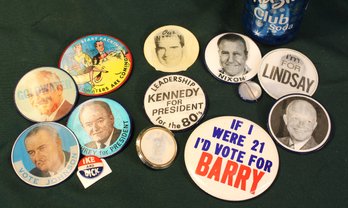 Club
Soda
NIXON
FOR
LINDSAY
LEADERSHIP
KENNEDY
FOR
PRESIDENT
for the 80's
IF I
WERE 21
I'D VOTE FOR
BARRY
FOR PRESIDENT
VOTE JOHNSON
IKE
AND
DICK